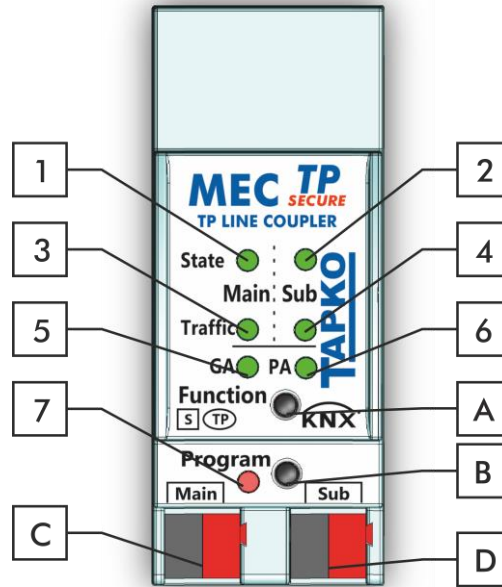 MEC TP
SECURE
TP LINE COUPLER
1
2
State
Main Sub
3
4
Traffic
TAPKO
5
6
GA PA
Function
A
S TP
KNX
7
Program
B
Main
Sub
C
D